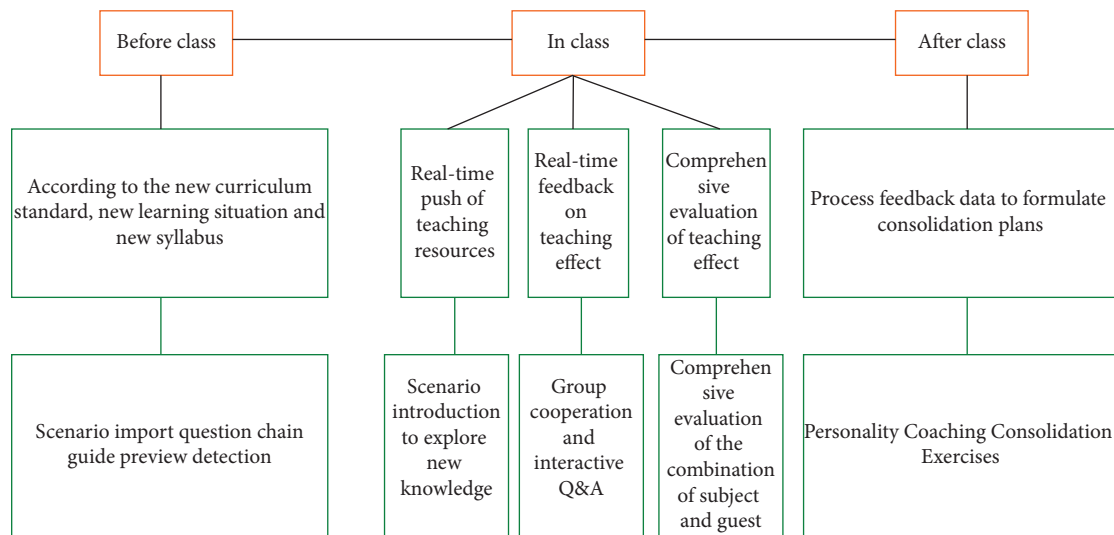 Before class
In class
After class
According to the new curriculum
standard, new learning situation and
new syllabus
Real-time
push of
teaching
resources
Real-time
feedback
on
teaching
effect
Comprehen
sive
evaluation
of teaching
effect
Process feedback data to formulate
consolidation plans
Scenario import question chain
guide preview detection
Scenario
introduction
to explore
new
knowledge
Group
cooperation
and
interactive
Q&A
Comprehen
sive
evaluation
of the
combination
of subject
and guest
Personality Coaching Consolidation
Exercises